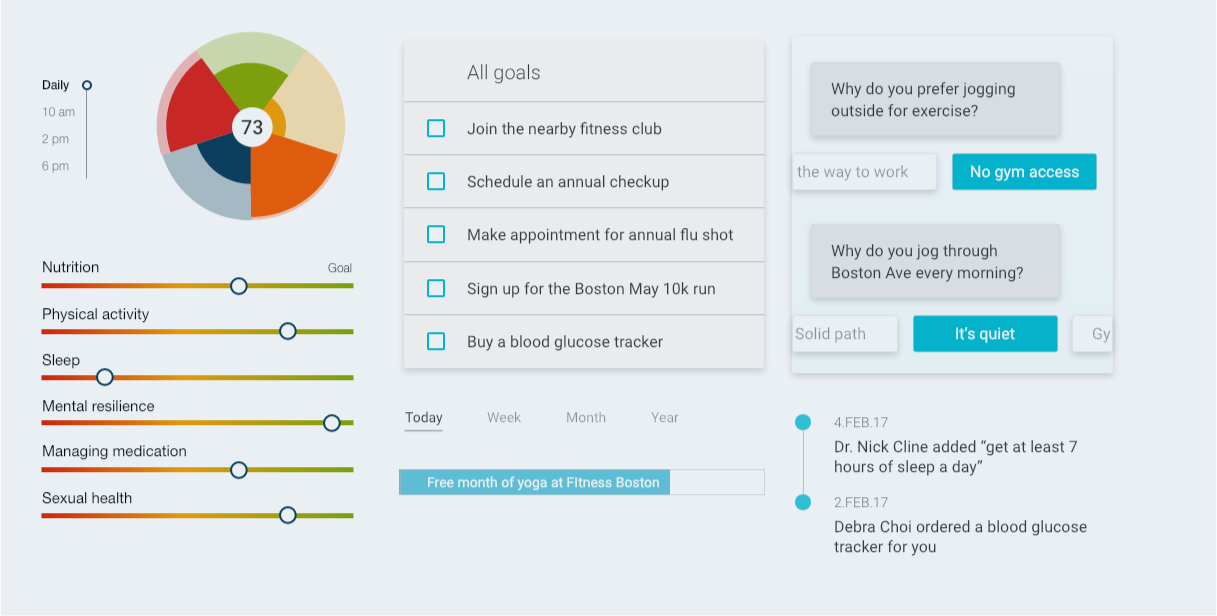 Daily
10 am
2 pm
6 pm
73
Nutrition
Goal
Physical activity
Sleep
Mental resilience
Managing medication
Sexual health
All goals
Join the nearby fitness club
Schedule an annual checkup
Make appointment for annual flu shot
Sign up for the Boston May 10k run
Buy a blood glucose tracker
Today Week Month Year
Free month of yoga at FItness Boston
Why do you prefer jogging
outside for exercise?
the way to work
No gym access
Why do you jog through
Boston Ave every morning?
Solid path
It’s quiet
Gy
4.FEB.17
Dr. Nick Cline added “get at least 7
hours of sleep a day”
2.FEB.17
Debra Choi ordered a blood glucose
tracker for you